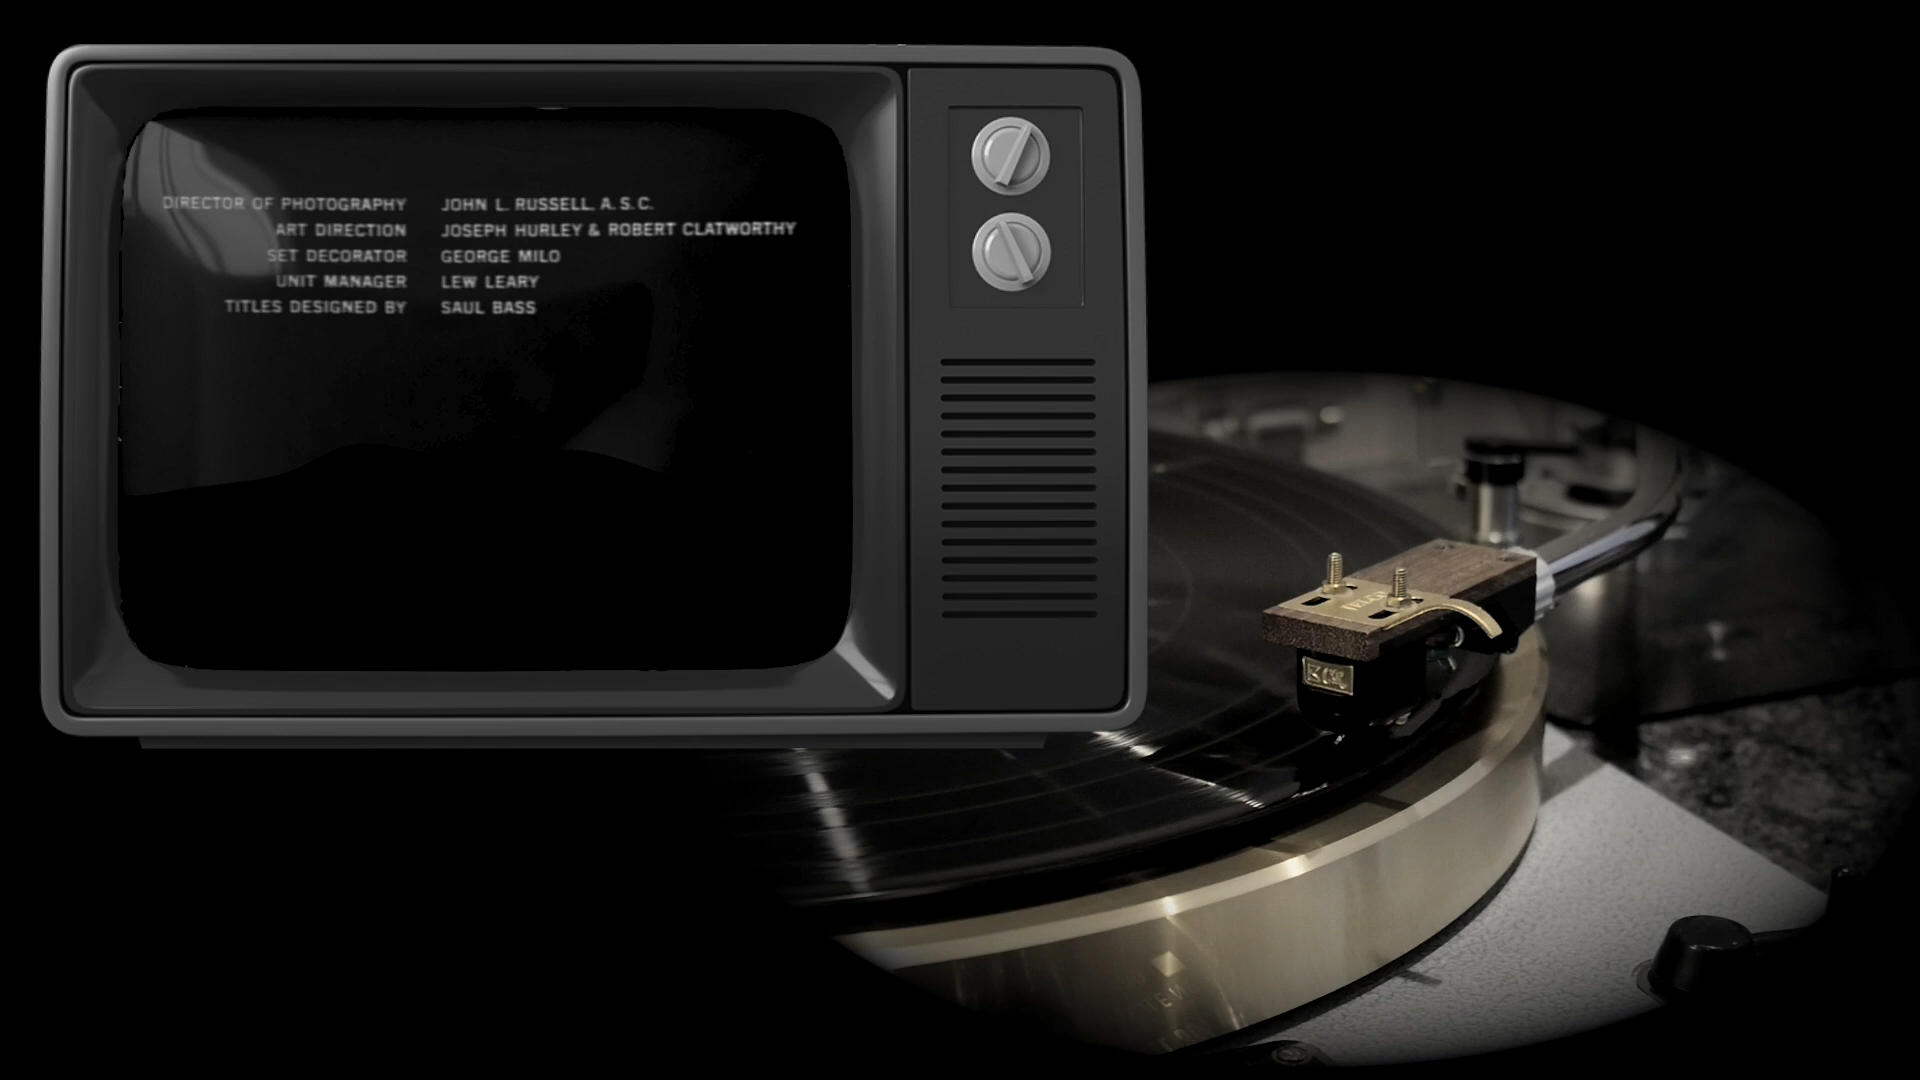 DIRECTOR OF PHOTOGRAPHY JOHN L. RUSSELL, A.S.C.
ART DIRECTION JOSEPH HURLEY & ROBERT CLATWORTHY
SET DECORATOR GEORGE MILO
UNIT MANAGER LEW LEARY
TITLES DESIGNED BY SAUL BASS